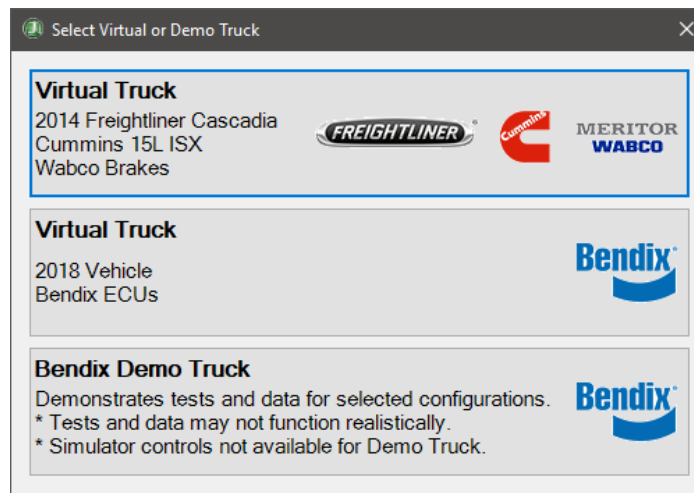 Select Virtual or Demo Truck
Virtual Truck
2014 Freightliner Cascadia
Cummins 15L ISX
Wabco Brakes
FREIGHTLINER
Cummins
MERITOR
WABCO
Virtual Truck
2018 Vehicle
Bendix ECUs
Bendix
Bendix Demo Truck
Demonstrates tests and data for selected configurations.
* Tests and data may not function realistically.
* Simulator controls not available for Demo Truck.
Bendix